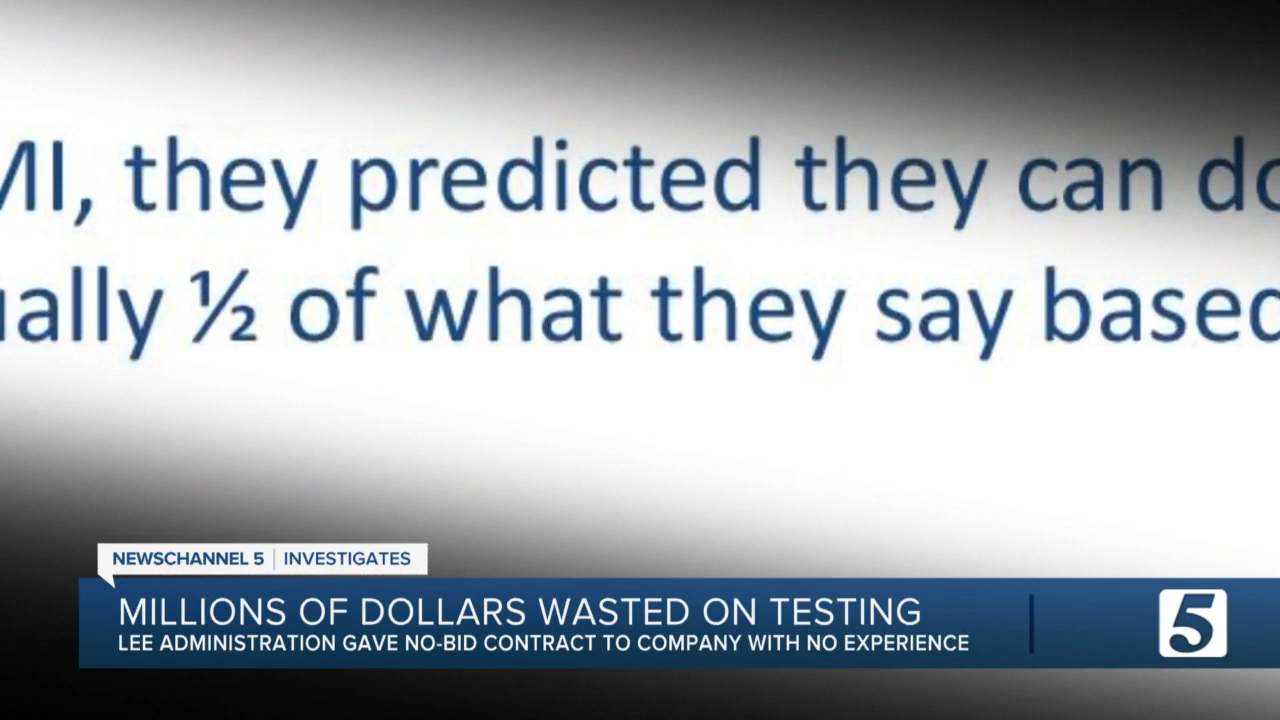 MI, they predicted they can do
ually ½ of what they say based
NEWSCHANNEL 5 | INVESTIGATES
MILLIONS OF DOLLARS WASTED ON TESTING
LEE ADMINISTRATION GAVE NO-BID CONTRACT TO COMPANY WITH NO EXPERIENCE
5